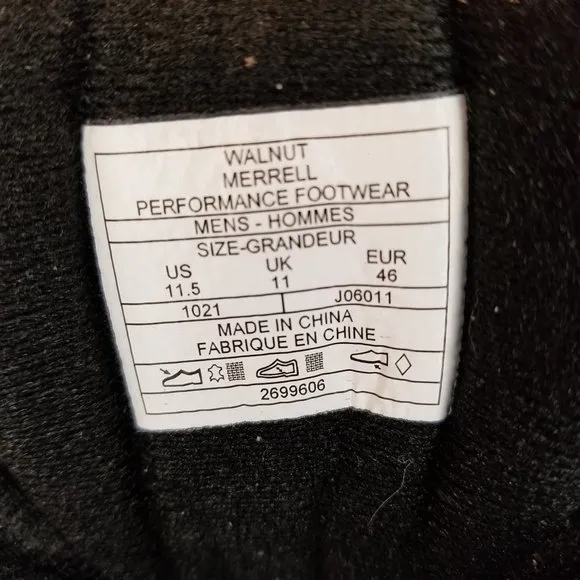 WALNUT
MERRELL
PERFORMANCE FOOTWEAR
MENS - HOMMES
SIZE-GRANDEUR
US UK EUR
11.5 11 46
1021 J06011
MADE IN CHINA
FABRIQUE EN CHINE
2699606